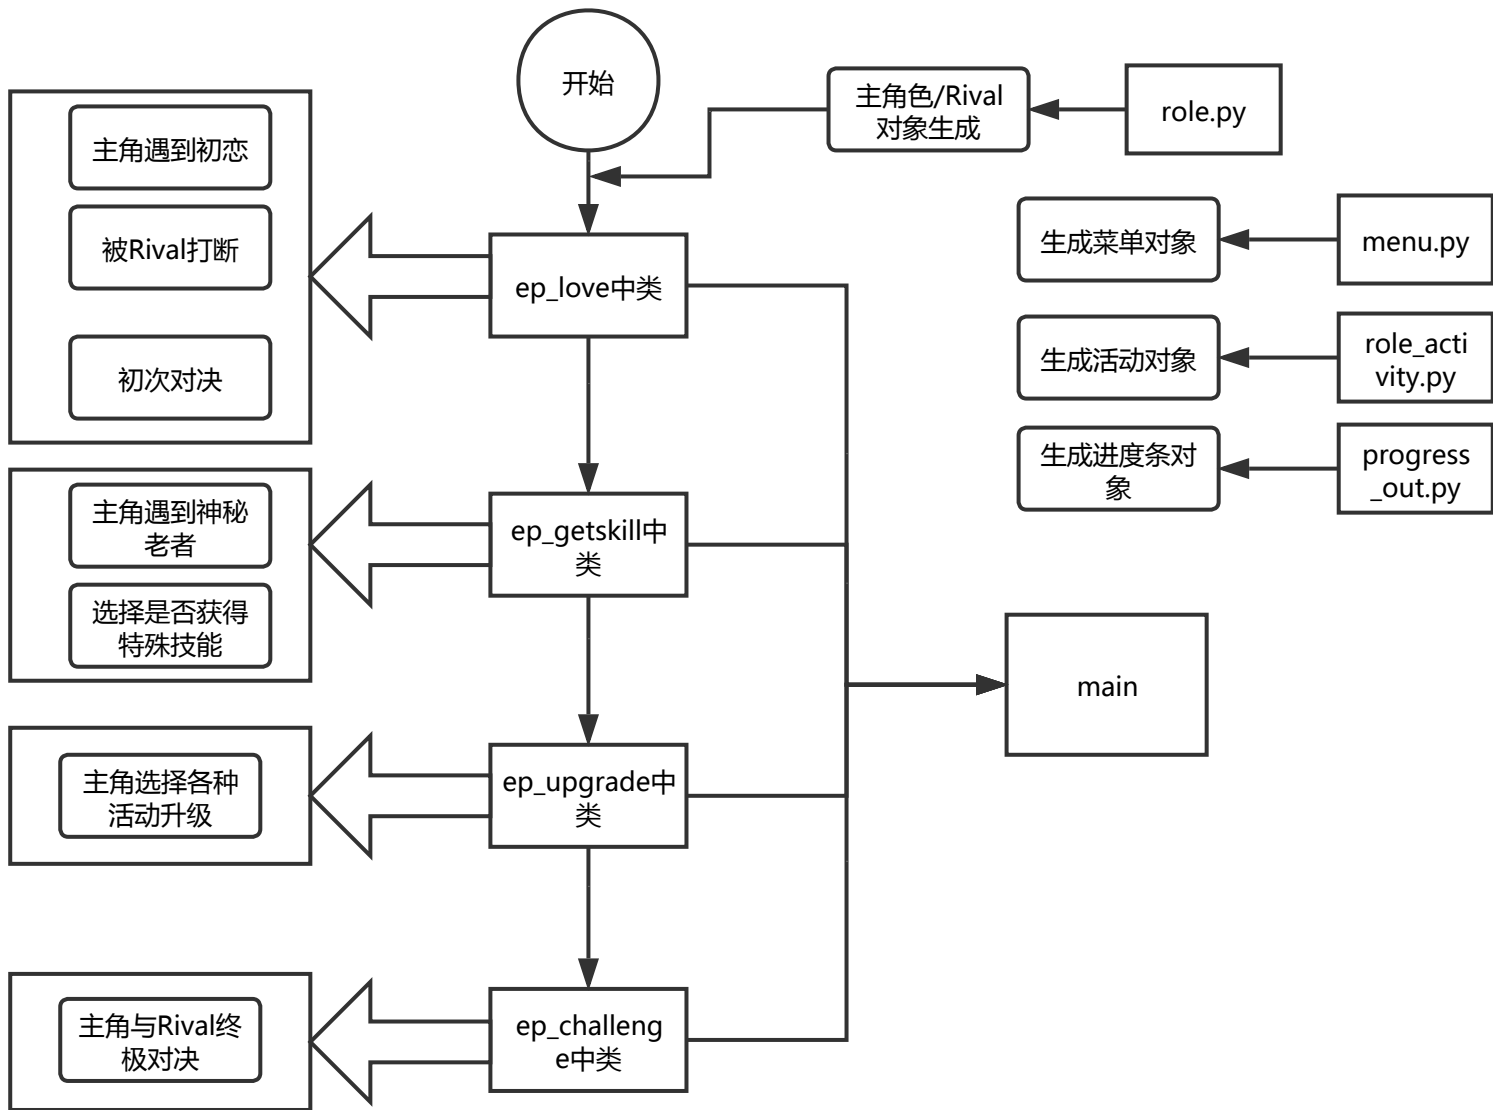 开始
主角色/Rival
对象生成
role.py
主角遇到初恋
被Rival打断
初次对决
ep_love中类
生成菜单对象
menu.py
生成活动对象
role_acti
vity.py
生成进度条对
象
progress
_out.py
主角遇到神秘
老者
选择是否获得
特殊技能
ep_getskill中
类
main
主角选择各种
活动升级
ep_upgrade中
类
主角与Rival终
极对决
ep_challeng
e中类